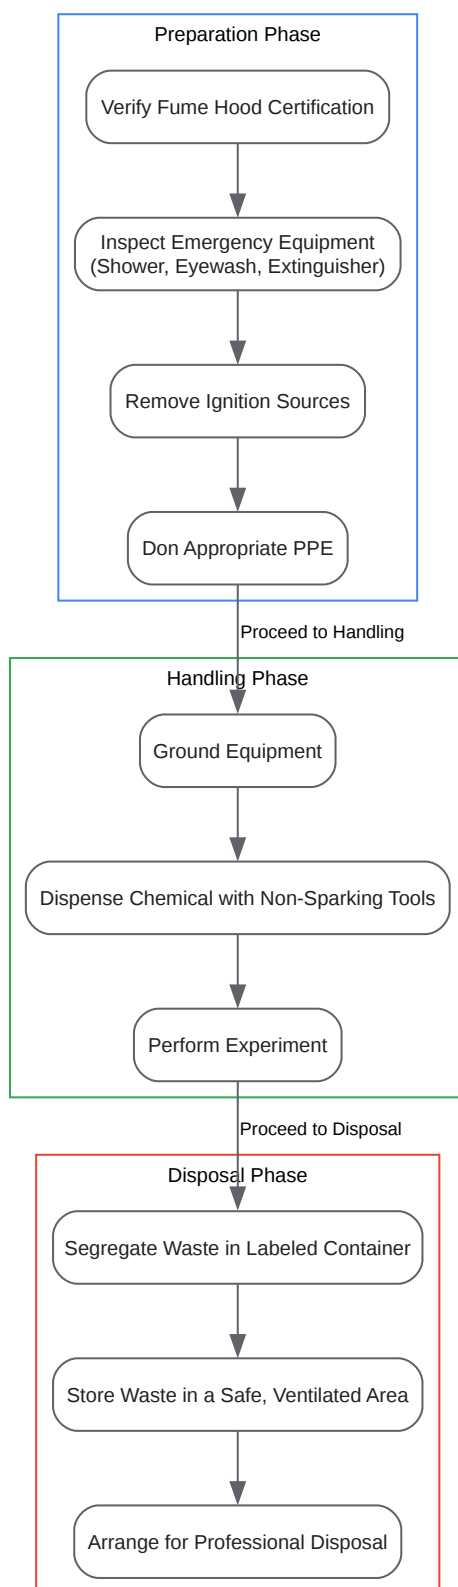 Preparation Phase
Verify Fume Hood Certification
Inspect Emergency Equipment
(Shower, Eyewash, Extinguisher)
Remove Ignition Sources
Don Appropriate PPE
Proceed to Handling
Handling Phase
Ground Equipment
Dispense Chemical with Non-Sparking Tools
Perform Experiment
Proceed to Disposal
Disposal Phase
Segregate Waste in Labeled Container
Store Waste in a Safe, Ventilated Area
Arrange for Professional Disposal